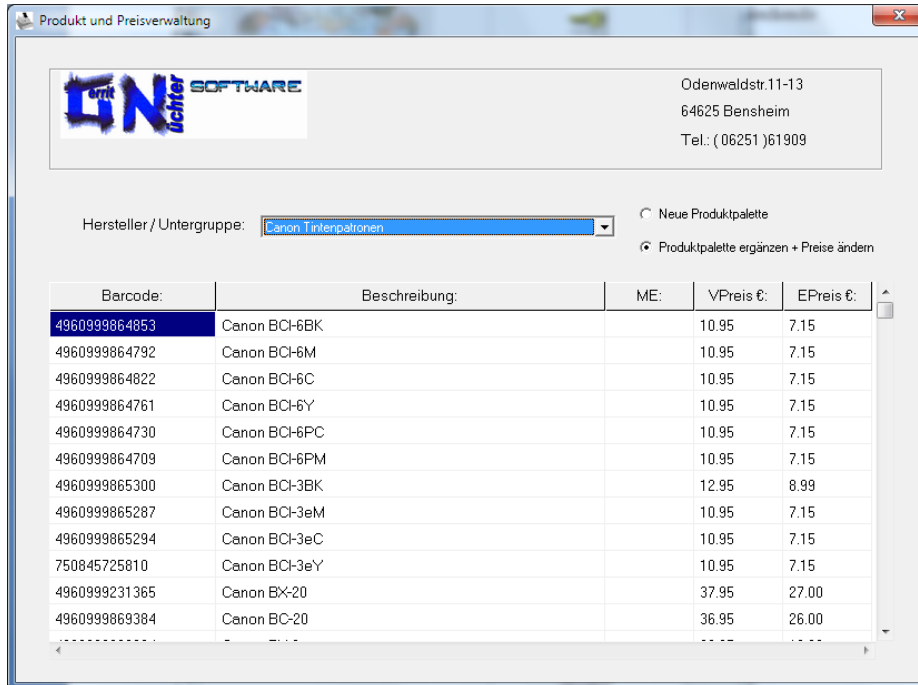 Produkt und Preisverwaltung
Gerrit Nüchter SOFTWARE
Odenwaldstr.11-13
64625 Bensheim
Tel.: ( 06251 )61909
Hersteller / Untergruppe: Canon Tintenpatronen
Neue Produktpalette
Produktpalette ergänzen + Preise ändern
Barcode: Beschreibung: ME: VPreis €: EPreis €:
4960999864853 Canon BCI-6BK 10.95 7.15
4960999864792 Canon BCI-6M 10.95 7.15
4960999864822 Canon BCI-6C 10.95 7.15
4960999864761 Canon BCI-6Y 10.95 7.15
4960999864730 Canon BCI-6PC 10.95 7.15
4960999864709 Canon BCI-6PM 10.95 7.15
4960999865300 Canon BCI-3BK 12.95 8.99
4960999865287 Canon BCI-3eM 10.95 7.15
4960999865294 Canon BCI-3eC 10.95 7.15
750845725810 Canon BCI-3eY 10.95 7.15
4960999231365 Canon BX-20 37.95 27.00
4960999869384 Canon BC-20 36.95 26.00